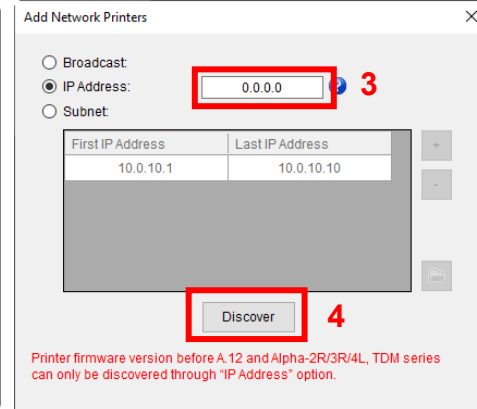 Add Network Printers
Broadcast:
IP Address: 0.0.0.0 ? 3
Subnet:
First IP Address Last IP Address
10.0.10.1 10.0.10.10
+
-
Discover 4
Printer firmware version before A.12 and Alpha-2R/3R/4L, TDM series
can only be discovered through "IP Address" option.